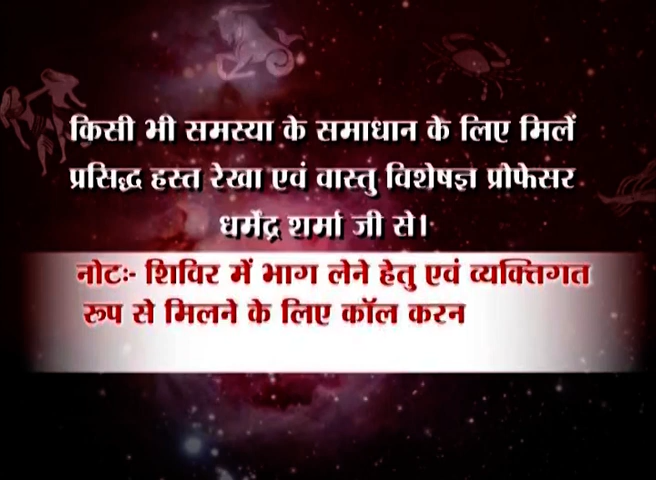 किसी भी समस्या के समाधान के लिए मिलें
प्रसिद्ध हस्त रेखा एवं वास्तु विशेषज्ञ प्रोफेसर
धर्मेंद्र शर्मा जी से।
नोटः- शिविर में भाग लेने हेतु एवं व्यक्तिगत
रूप से मिलने के लिए कॉल करन